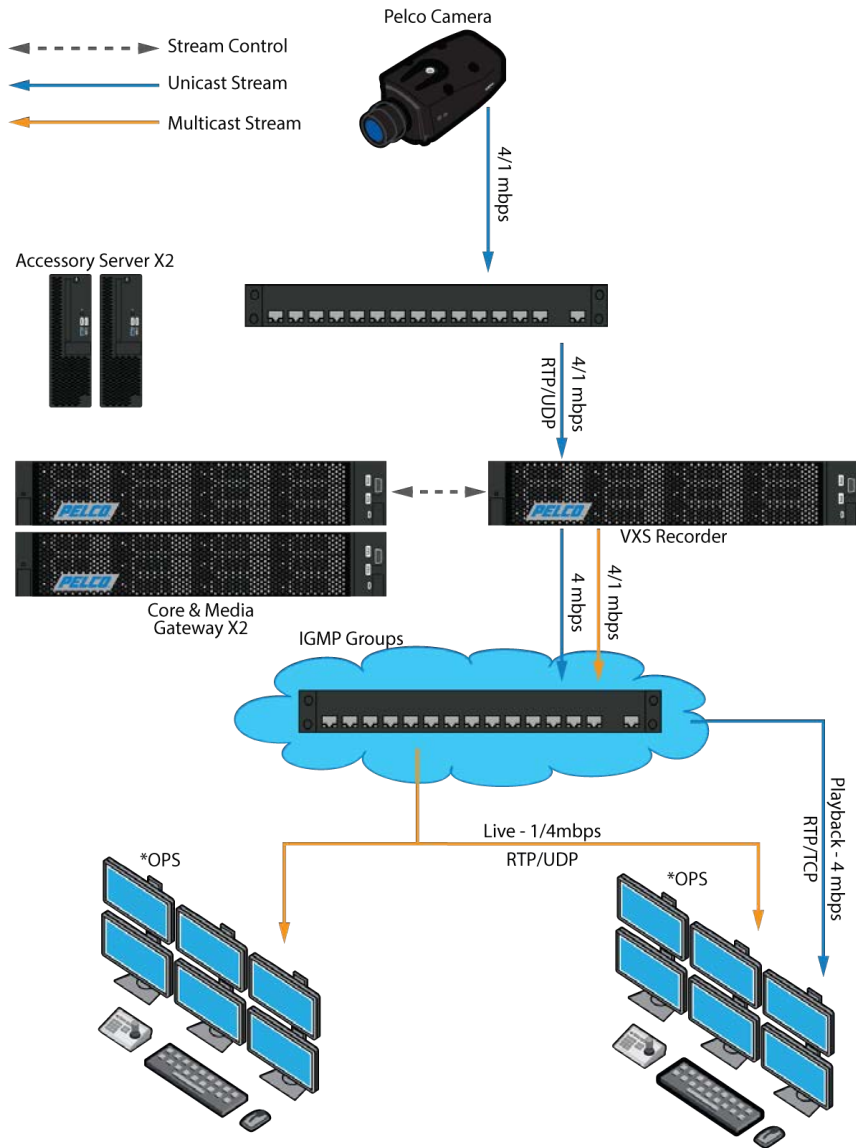 Pelco Camera
Stream Control
Unicast Stream
Multicast Stream
4/1 mbps
Accessory Server X2
4/1 mbps
RTP/UDP
PELCO
PELCO
PELCO
VXS Recorder
Core & Media
Gateway X2
4 mbps
4/1 mbps
IGMP Groups
Playback - 4 mbps
RTP/TCP
Live - 1/4mbps
RTP/UDP
*OPS
*OPS